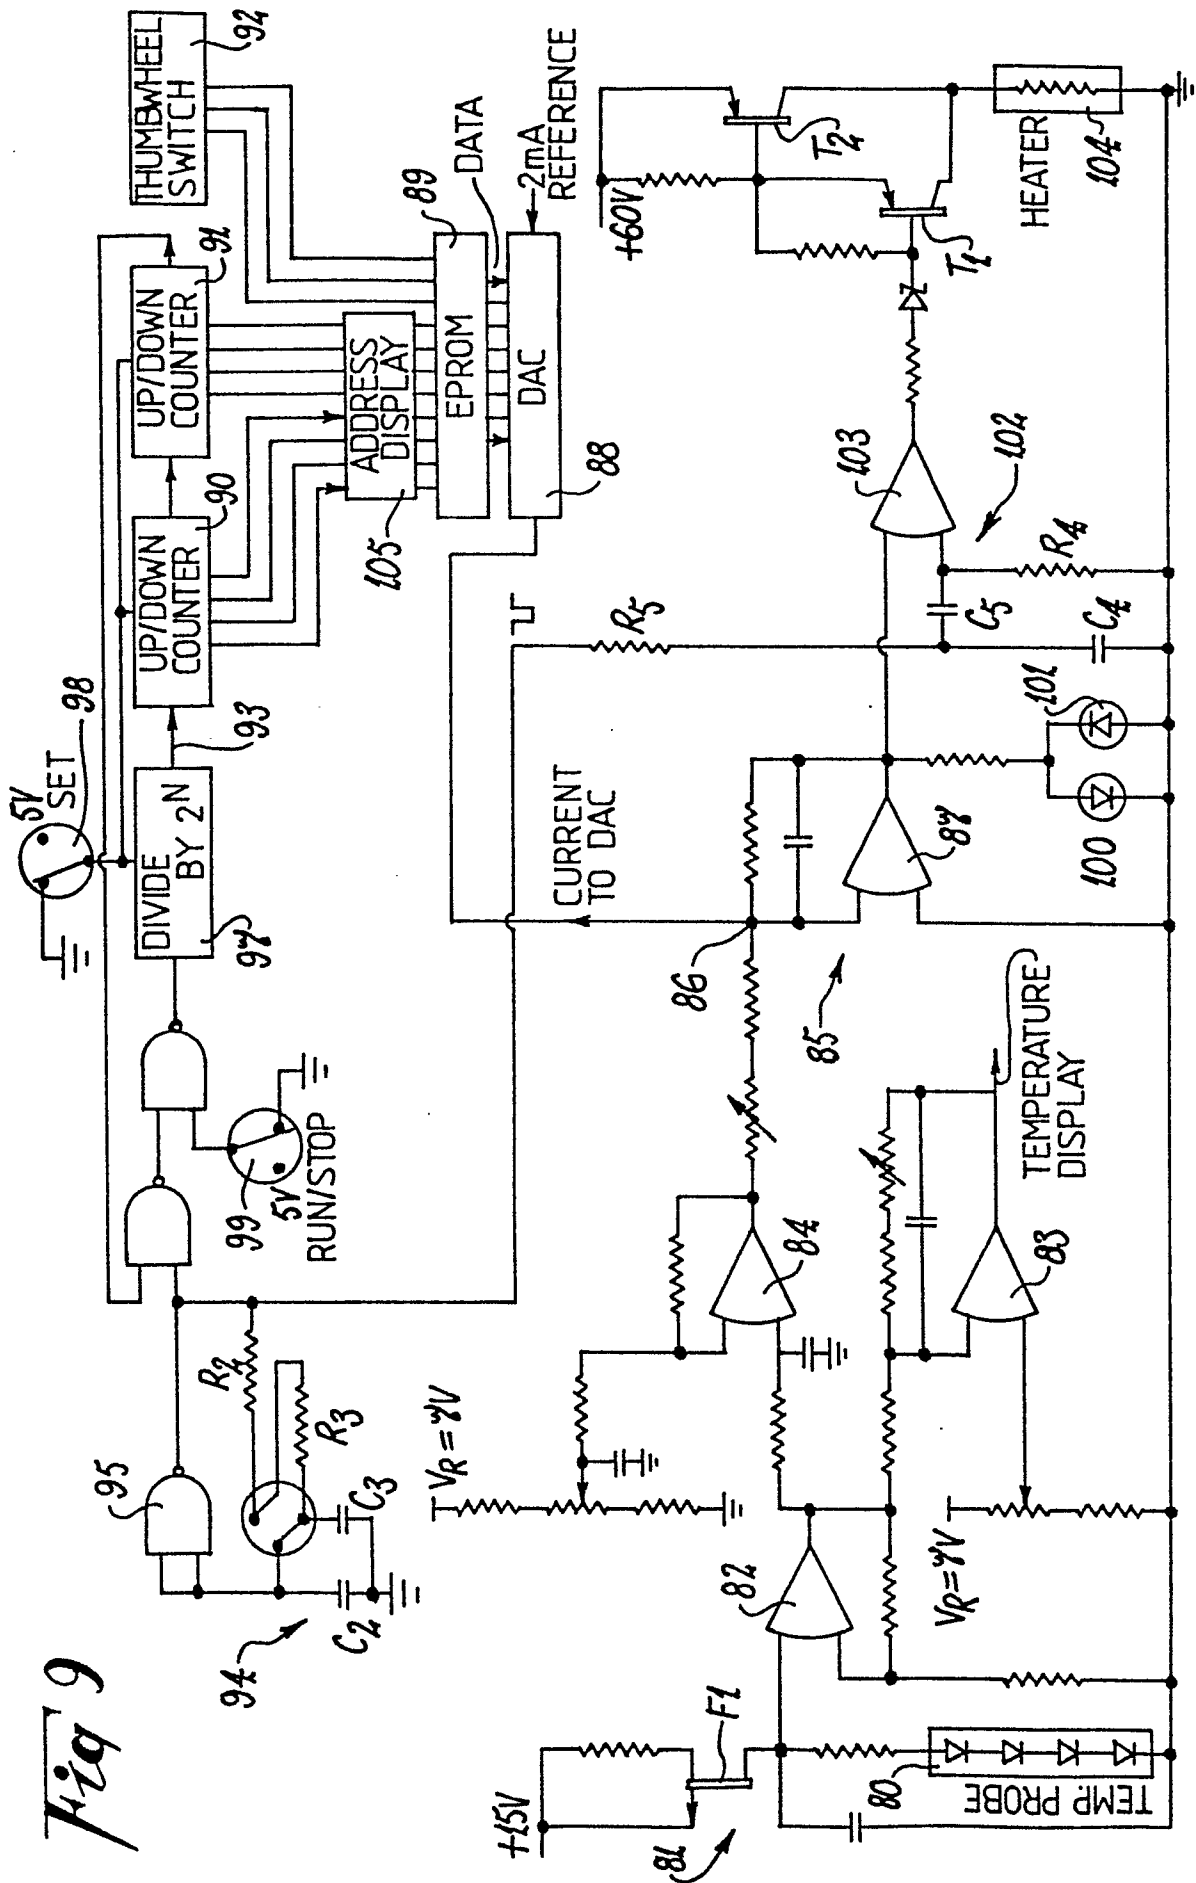 Fig 9
94
95
C2
C3
R2
R3
99
5V
RUN/STOP
5V
SET
98
DIVIDE
BY 2N
97
93
UP/DOWN
COUNTER
90
UP/DOWN
COUNTER
91
THUMBWHEEL
SWITCH
92
ADDRESS
DISPLAY
105
EPROM
89
DATA
DAC
88
2mA
REFERENCE
CURRENT
TO DAC
VR=7V
84
86
85
87
100
101
R5
C5
C4
R4
102
103
+60V
T1
T2
HEATER
104
+15V
81
F1
80
TEMP. PROBE
82
VR=7V
83
TEMPERATURE
DISPLAY